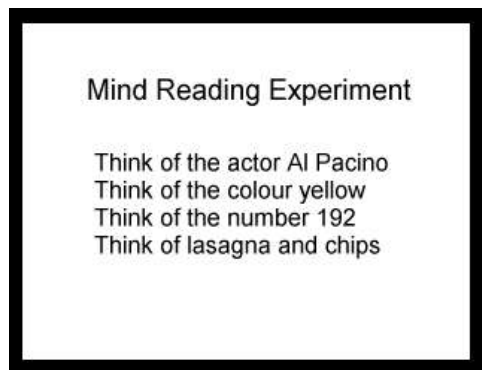 Mind Reading Experiment
Think of the actor Al Pacino
Think of the colour yellow
Think of the number 192
Think of lasagna and chips